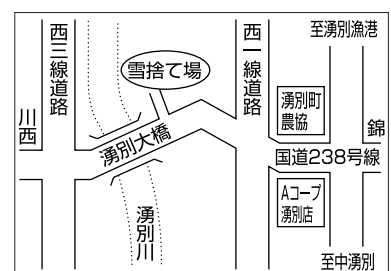 西三線道路
西一線道路
至湧別漁港
雪捨て場
湧別町
農協
川西
錦
湧別大橋
国道238号線
Aコープ
湧別店
湧別川
至中湧別